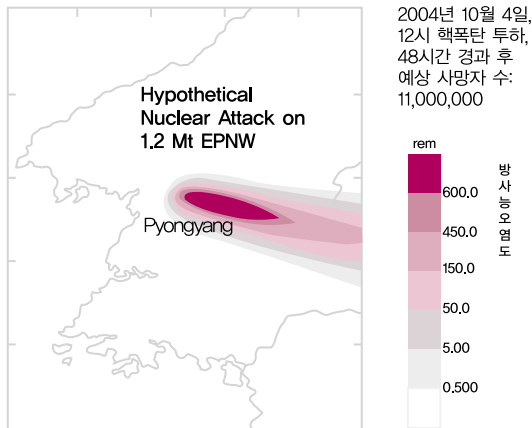 2004년 10월 4일,
12시 핵폭탄 투하,
48시간 경과 후
예상 사망자 수:
11,000,000
Hypothetical
Nuclear Attack on
1.2 Mt EPNW
Pyongyang
rem
600.0
450.0
150.0
50.0
5.00
0.500
방사능오염도